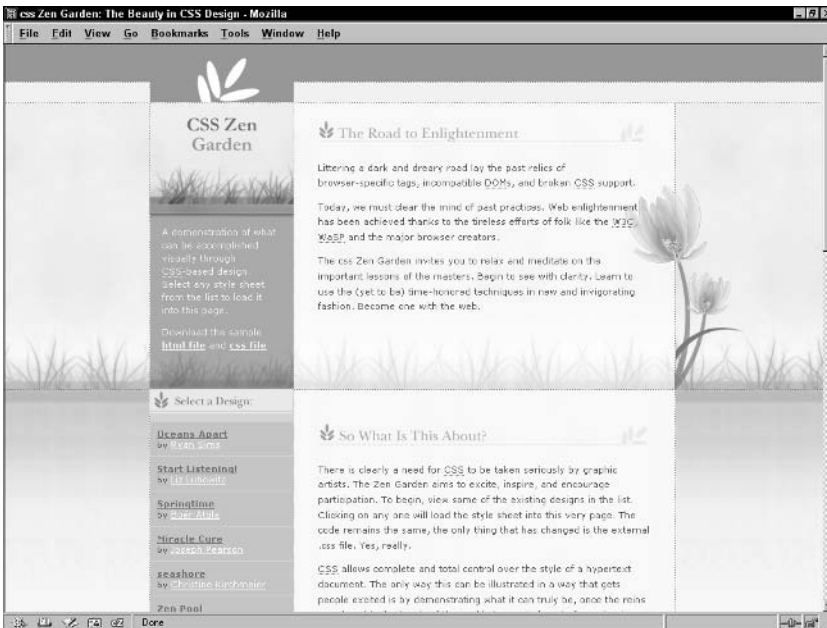 css Zen Garden: The Beauty in CSS Design - Mozilla
File Edit View Go Bookmarks Tools Window Help
CSS Zen
Garden
A demonstration of what
can be accomplished
visually through
CSS-based design.
Select any style sheet
from the list to load it
into this page.
Download the sample
html file and css file
Select a Design:
Oceans Apart
by Ryan Sims
Start Listening!
by
Springtime
by
Miracle Cure
by Joseph Pearson
seashore
by Christine Kirchmeier
Zen Pool
The Road to Enlightenment
Littering a dark and dreary road lay the past relics of
browser-specific tags, incompatible DOMs, and broken CSS support.
Today, we must clear the mind of past practices. Web enlightenment
has been achieved thanks to the tireless efforts of folk like the W3C,
WaSP and the major browser creators.
The css Zen Garden invites you to relax and meditate on the
important lessons of the masters. Begin to see with clarity. Learn to
use the (yet to be) time-honored techniques in new and invigorating
fashion. Become one with the web.
So What Is This About?
There is clearly a need for CSS to be taken seriously by graphic
artists. The Zen Garden aims to excite, inspire, and encourage
participation. To begin, view some of the existing designs in the list.
Clicking on any one will load the style sheet into this very page. The
code remains the same, the only thing that has changed is the external
.css file. Yes, really.
CSS allows complete and total control over the style of a hypertext
document. The only way this can be illustrated in a way that gets
people excited is by demonstrating what it can truly be, once the reins
Done